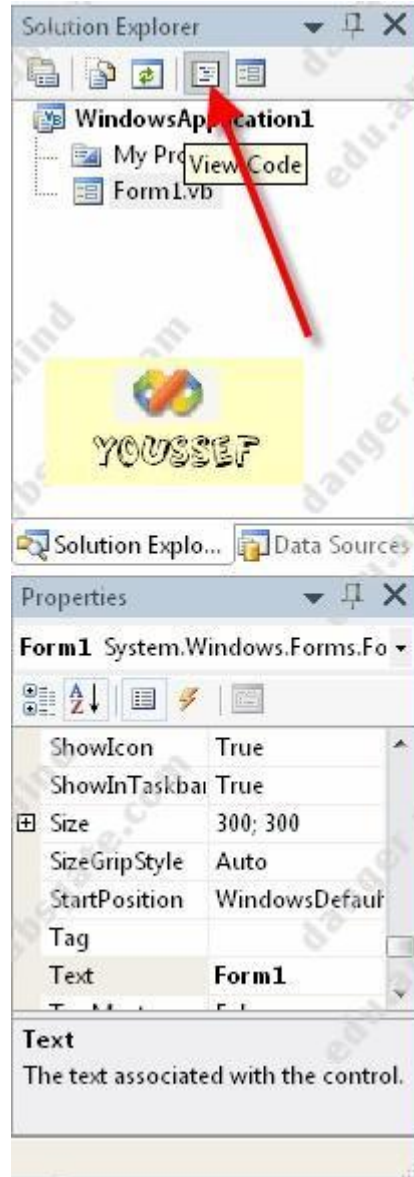 Solution Explorer
WindowsApplication1
My Pro
View Code
Form1.vb
YOUSSEF
Solution Explo... Data Sources
Properties
Form1 System.Windows.Forms.Fo
ShowIcon True
ShowInTaskbar True
Size 300; 300
SizeGripStyle Auto
StartPosition WindowsDefault
Tag
Text Form1
Text
The text associated with the control.